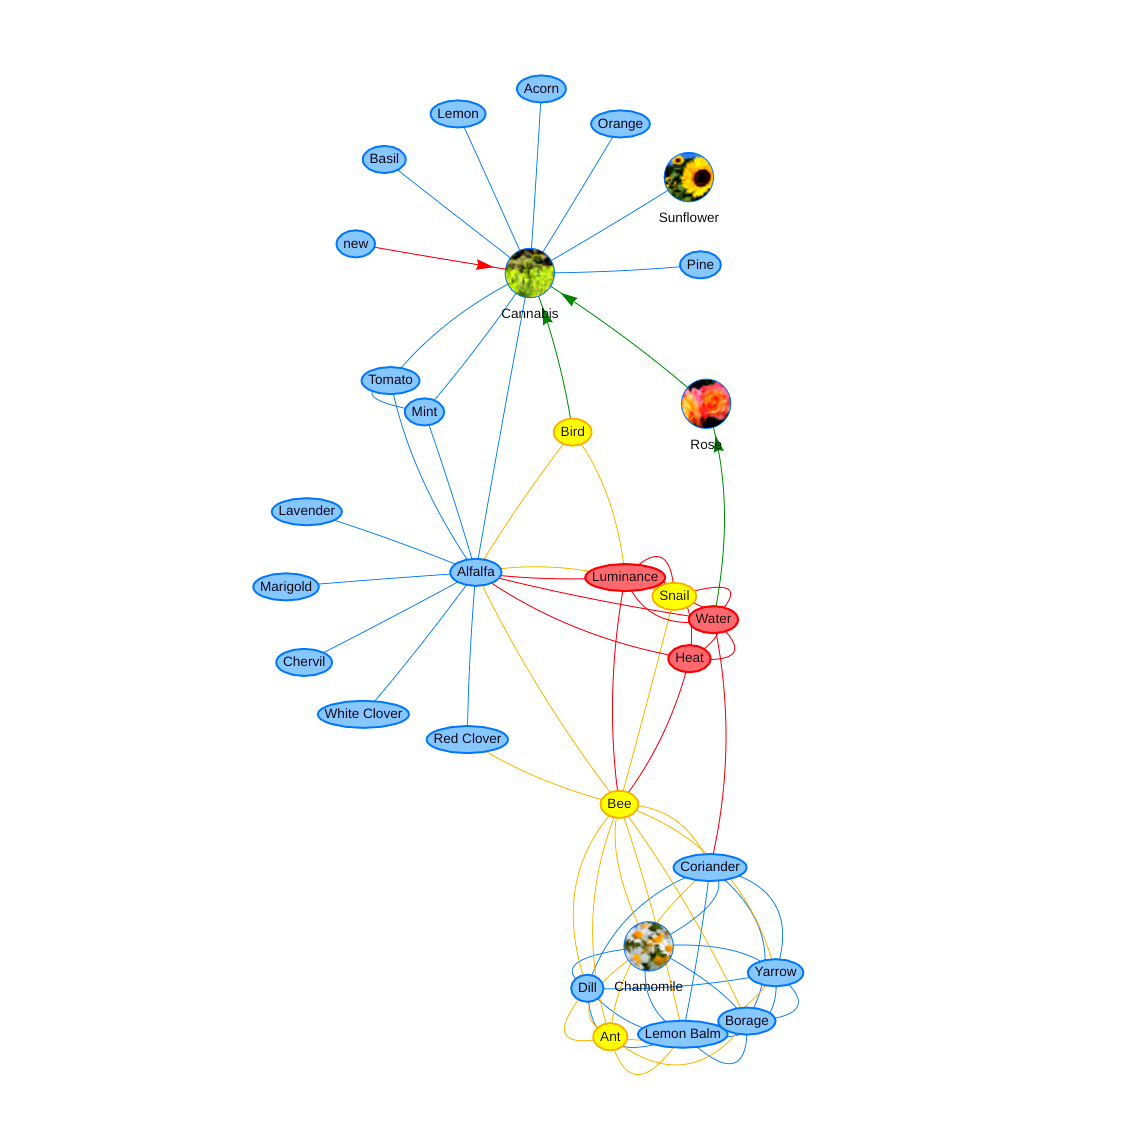 Acorn
Lemon
Orange
Basil
Sunflower
new
Pine
Cannabis
Tomato
Mint
Bird
Rose
Lavender
Alfalfa
Luminance
Marigold
Snail
Water
Chervil
Heat
White Clover
Red Clover
Bee
Coriander
Yarrow
Chamomile
Dill
Borage
Lemon Balm
Ant